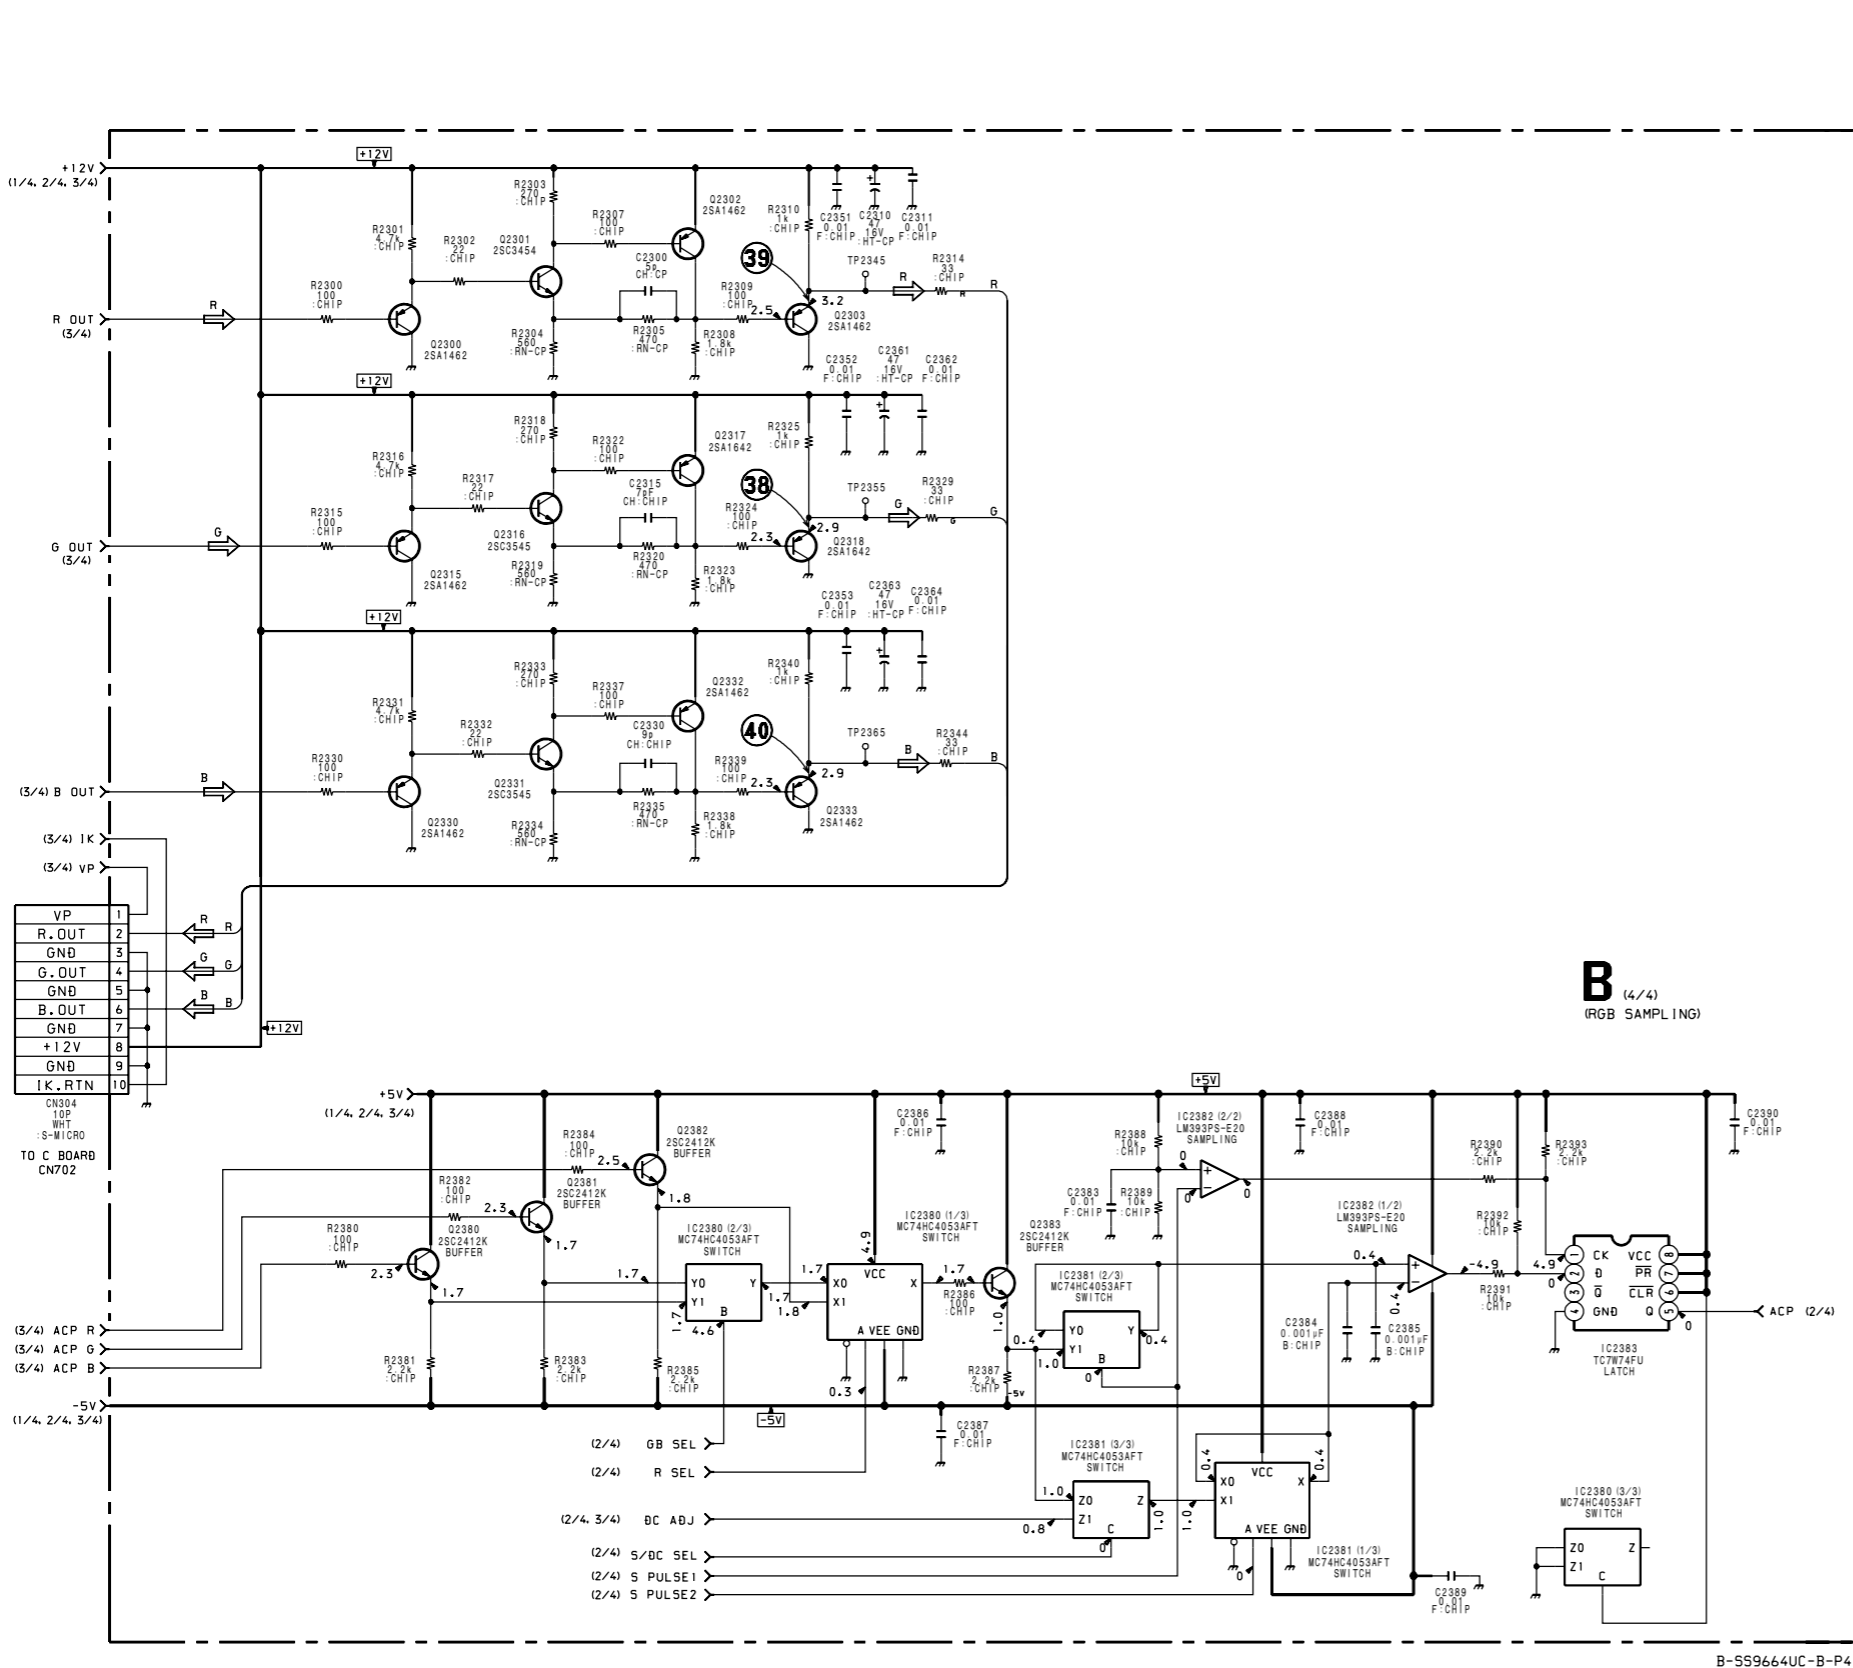 +12V
(1/4, 2/4, 3/4)
+12V
R2301
4.7k
:CHIP
R2302
22
:CHIP
R2303
270
:CHIP
Q2301
2SC3454
R2307
100
:CHIP
Q2302
2SA1462
C2300
5p
CH:CP
R2310
1k
:CHIP
C2351
0.01
F:CHIP
C2310
47
16V
:HT-CP
C2311
0.01
F:CHIP
39
TP2345
R
R2314
33
:CHIP
R
R
R OUT
(3/4)
R
R2300
100
:CHIP
Q2300
2SA1462
R2304
560
:RN-CP
R2305
470
:RN-CP
R2309
100
:CHIP
2.5
R2308
1.8k
:CHIP
3.2
Q2303
2SA1462
C2352
0.01
F:CHIP
C2361
47
16V
:HT-CP
C2362
0.01
F:CHIP
+12V
R2316
4.7k
:CHIP
R2317
22
:CHIP
R2318
270
:CHIP
R2322
100
:CHIP
Q2317
2SA1642
C2315
7pF
CH:CHIP
R2325
1k
:CHIP
38
TP2355
G
R2329
33
:CHIP
G
G
G OUT
(3/4)
G
R2315
100
:CHIP
Q2315
2SA1462
Q2316
2SC3545
R2319
560
:RN-CP
R2320
470
:RN-CP
R2324
100
:CHIP
2.3
R2323
1.8k
:CHIP
2.9
Q2318
2SA1642
C2353
0.01
F:CHIP
C2363
47
16V
:HT-CP
C2364
0.01
F:CHIP
+12V
R2331
4.7k
:CHIP
R2332
22
:CHIP
R2333
270
:CHIP
R2337
100
:CHIP
Q2332
2SA1462
C2330
9p
CH:CHIP
R2340
1k
:CHIP
40
TP2365
B
R2344
33
:CHIP
B
(3/4) B OUT
B
R2330
100
:CHIP
Q2330
2SA1462
Q2331
2SC3545
R2334
560
:RN-CP
R2335
470
:RN-CP
R2339
100
:CHIP
2.3
R2338
1.8k
:CHIP
2.9
Q2333
2SA1462
(3/4) IK
(3/4) VP
VP 1
R.OUT 2
GND 3
G.OUT 4
GND 5
B.OUT 6
GND 7
+12V 8
GND 9
IK.RTN 10
R R
G G
B B
+12V
CN304
10P
WHT
:S-MICRO
TO C BOARD
CN702
B (4/4)
(RGB SAMPLING)
+5V
(1/4, 2/4, 3/4)
+5V
R2384
100
:CHIP
2.5
Q2382
2SC2412K
BUFFER
1.8
R2382
100
:CHIP
2.3
Q2381
2SC2412K
BUFFER
1.7
R2380
100
:CHIP
2.3
Q2380
2SC2412K
BUFFER
1.7
(3/4) ACP R
(3/4) ACP G
(3/4) ACP B
R2381
2.2k
:CHIP
R2383
2.2k
:CHIP
R2385
2.2k
:CHIP
IC2380 (2/3)
MC74HC4053AFT
SWITCH
1.7
Y0 Y
Y1
B
1.7
4.6
1.7
1.7
1.8
C2386
0.01
F:CHIP
IC2380 (1/3)
MC74HC4053AFT
SWITCH
4.9
VCC
X0 X
X1
A VEE GND
0.3
1.7
R2386
100
:CHIP
Q2383
2SC2412K
BUFFER
1.0
R2387
2.2k
:CHIP
-5V
R2388
10k
:CHIP
C2383
0.01
F:CHIP
R2389
10k
:CHIP
IC2382 (2/2)
LM393PS-E20
SAMPLING
0
+
−
0
0
C2388
0.01
F:CHIP
IC2381 (2/3)
MC74HC4053AFT
SWITCH
0.4
Y0 Y
Y1
B
1.0
0
0.4
IC2382 (1/2)
LM393PS-E20
SAMPLING
0.4
+
−
0.4
-4.9
C2384
0.001µF
B:CHIP
C2385
0.001µF
B:CHIP
R2390
2.2k
:CHIP
R2393
2.2k
:CHIP
R2392
10k
:CHIP
R2391
10k
:CHIP
4.9
0
1 CK VCC 8
2 D PR 7
3 Q CLR 6
4 GND Q 5
0
IC2383
TC7W74FU
LATCH
C2390
0.01
F:CHIP
ACP (2/4)
-5V
(1/4, 2/4, 3/4)
-5V
C2387
0.01
F:CHIP
(2/4) GB SEL
(2/4) R SEL
(2/4, 3/4) DC ADJ
(2/4) S/DC SEL
(2/4) S PULSE1
(2/4) S PULSE2
IC2381 (3/3)
MC74HC4053AFT
SWITCH
1.0
Z0 Z
Z1
C
0.8
0
1.0
1.0
0.4
VCC
X0 X
X1
A VEE GND
0.4
0
IC2381 (1/3)
MC74HC4053AFT
SWITCH
C2389
0.01
F:CHIP
IC2380 (3/3)
MC74HC4053AFT
SWITCH
Z0 Z
Z1
C
B-SS9664UC-B-P4